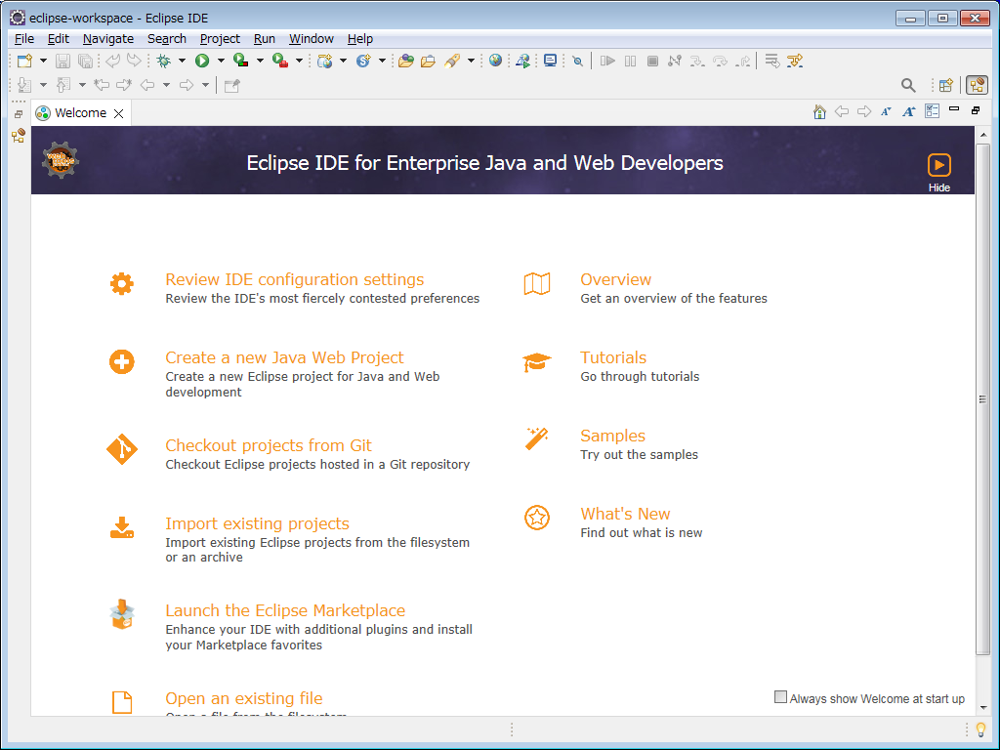 eclipse-workspace - Eclipse IDE
File Edit Navigate Search Project Run Window Help
Welcome
Eclipse IDE for Enterprise Java and Web Developers
Hide
Review IDE configuration settings
Review the IDE's most fiercely contested preferences
Create a new Java Web Project
Create a new Eclipse project for Java and Web
development
Checkout projects from Git
Checkout Eclipse projects hosted in a Git repository
Import existing projects
Import existing Eclipse projects from the filesystem
or an archive
Launch the Eclipse Marketplace
Enhance your IDE with additional plugins and install
your Marketplace favorites
Open an existing file
Open a file from the filesystem
Overview
Get an overview of the features
Tutorials
Go through tutorials
Samples
Try out the samples
What's New
Find out what is new
Always show Welcome at start up